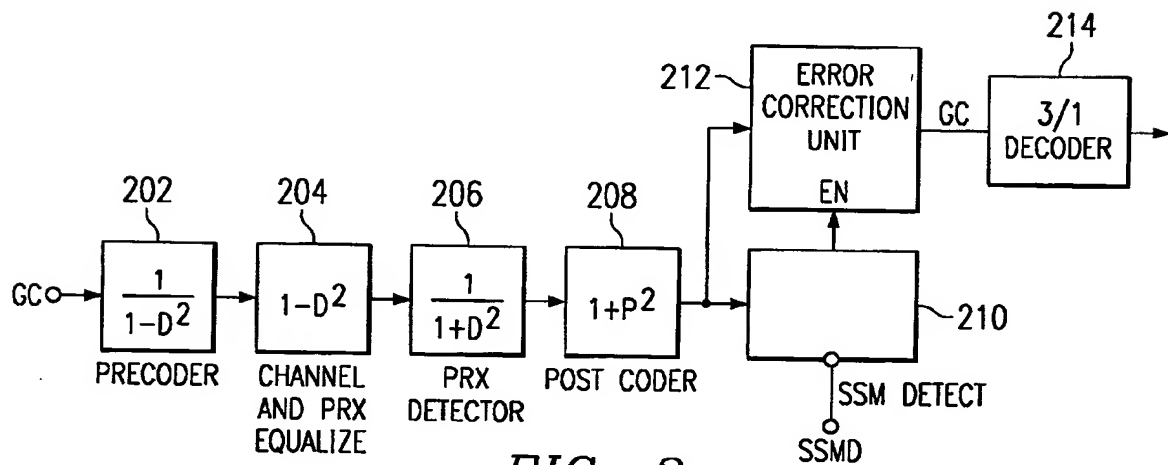 214
212
ERROR
CORRECTION
UNIT
EN
GC
3/1
DECODER
202
204
206
208
GC
1
1-D²
1-D²
1
1+D²
1+P²
210
PRECODER
CHANNEL
AND PRX
EQUALIZE
PRX
DETECTOR
POST CODER
SSM DETECT
SSMD